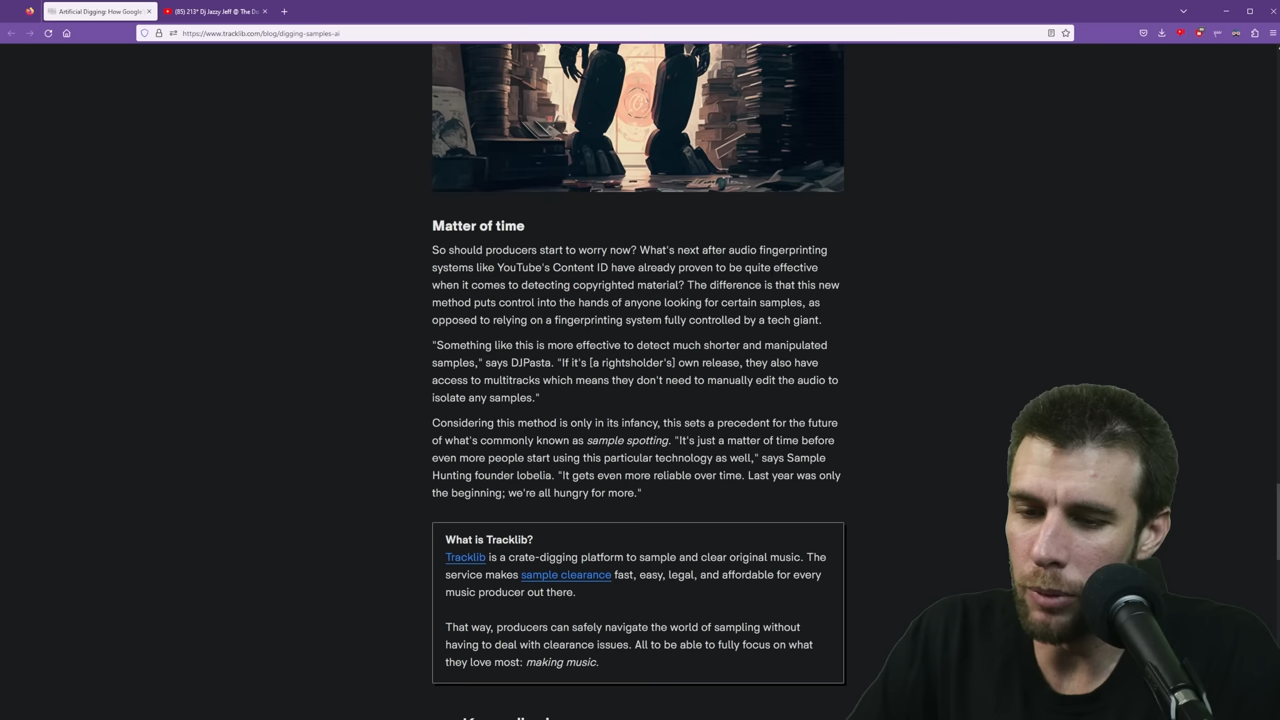 Artificial Digging: How Google
(85) 213* Dj Jazzy Jeff @ The Do
https://www.tracklib.com/blog/digging-samples-ai
Matter of time
So should producers start to worry now? What's next after audio fingerprinting
systems like YouTube's Content ID have already proven to be quite effective
when it comes to detecting copyrighted material? The difference is that this new
method puts control into the hands of anyone looking for certain samples, as
opposed to relying on a fingerprinting system fully controlled by a tech giant.
"Something like this is more effective to detect much shorter and manipulated
samples," says DJPasta. "If it's [a rightsholder's] own release, they also have
access to multitracks which means they don't need to manually edit the audio to
isolate any samples."
Considering this method is only in its infancy, this sets a precedent for the future
of what's commonly known as sample spotting. "It's just a matter of time before
even more people start using this particular technology as well," says Sample
Hunting founder lobelia. "It gets even more reliable over time. Last year was only
the beginning; we're all hungry for more."
What is Tracklib?
Tracklib is a crate-digging platform to sample and clear original music. The
service makes sample clearance fast, easy, legal, and affordable for every
music producer out there.
That way, producers can safely navigate the world of sampling without
having to deal with clearance issues. All to be able to fully focus on what
they love most: making music.